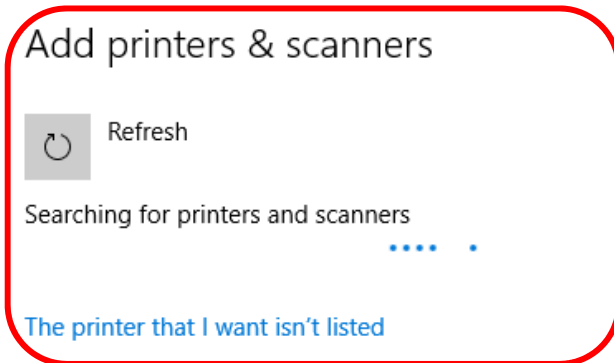 Add printers & scanners
Refresh
Searching for printers and scanners
The printer that I want isn’t listed